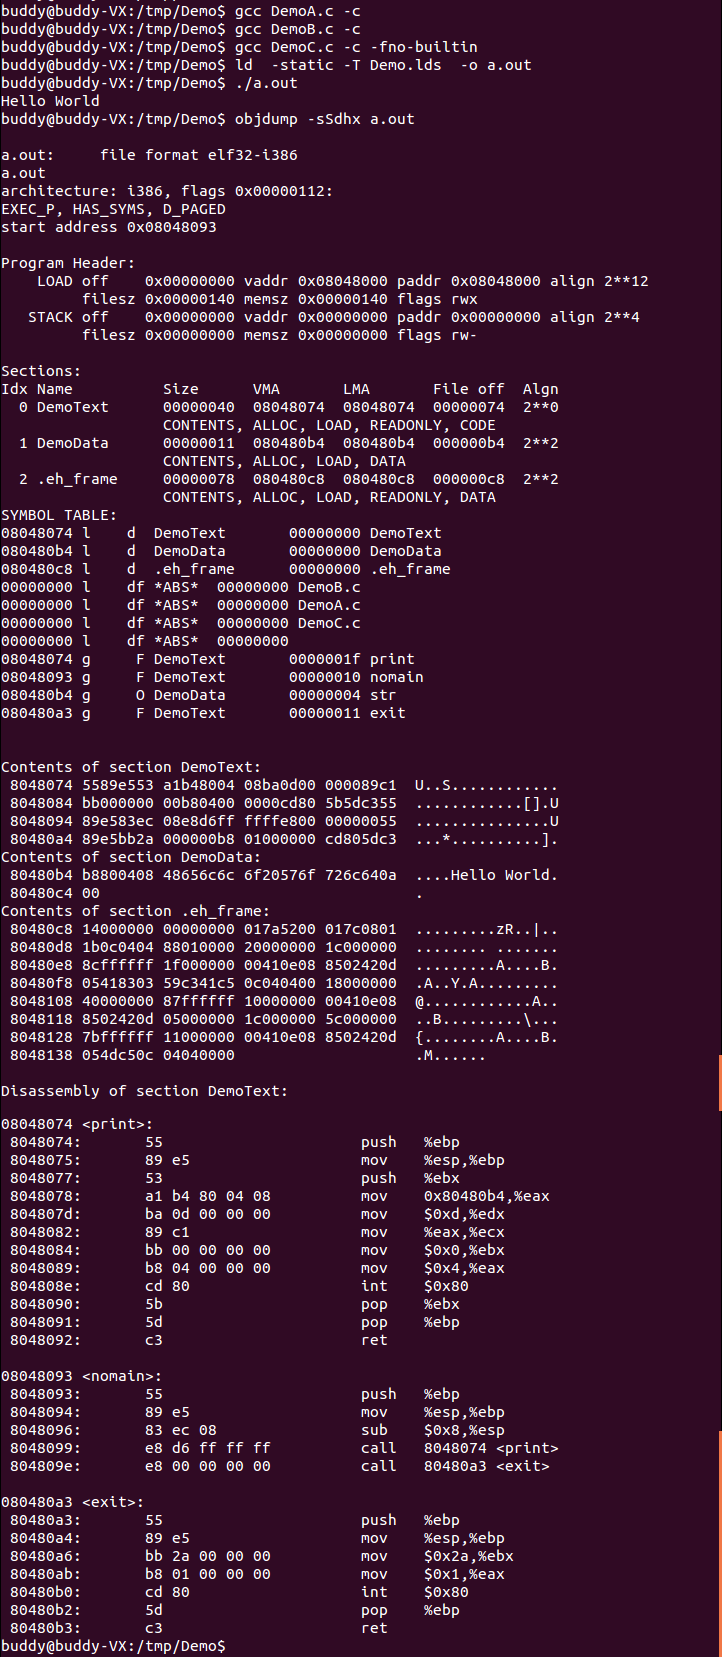 buddy@buddy-VX:/tmp/Demo$ gcc DemoA.c -c
buddy@buddy-VX:/tmp/Demo$ gcc DemoB.c -c
buddy@buddy-VX:/tmp/Demo$ gcc DemoC.c -c -fno-builtin
buddy@buddy-VX:/tmp/Demo$ ld  -static -T Demo.lds  -o a.out
buddy@buddy-VX:/tmp/Demo$ ./a.out
Hello World
buddy@buddy-VX:/tmp/Demo$ objdump -sSdhx a.out
a.out:     file format elf32-i386
a.out
architecture: i386, flags 0x00000112:
EXEC_P, HAS_SYMS, D_PAGED
start address 0x08048093
Program Header:
    LOAD off    0x00000000 vaddr 0x08048000 paddr 0x08048000 align 2**12
         filesz 0x00000140 memsz 0x00000140 flags rwx
   STACK off    0x00000000 vaddr 0x00000000 paddr 0x00000000 align 2**4
         filesz 0x00000000 memsz 0x00000000 flags rw-
Sections:
Idx Name          Size      VMA       LMA       File off  Algn
  0 DemoText      00000040  08048074  08048074  00000074  2**0
                  CONTENTS, ALLOC, LOAD, READONLY, CODE
  1 DemoData      00000011  080480b4  080480b4  000000b4  2**2
                  CONTENTS, ALLOC, LOAD, DATA
  2 .eh_frame     00000078  080480c8  080480c8  000000c8  2**2
                  CONTENTS, ALLOC, LOAD, READONLY, DATA
SYMBOL TABLE:
08048074 l    d  DemoText       00000000 DemoText
080480b4 l    d  DemoData       00000000 DemoData
080480c8 l    d  .eh_frame      00000000 .eh_frame
00000000 l    df *ABS*  00000000 DemoB.c
00000000 l    df *ABS*  00000000 DemoA.c
00000000 l    df *ABS*  00000000 DemoC.c
00000000 l    df *ABS*  00000000
08048074 g     F DemoText       0000001f print
08048093 g     F DemoText       00000010 nomain
080480b4 g     O DemoData       00000004 str
080480a3 g     F DemoText       00000011 exit
Contents of section DemoText:
 8048074 5589e553 a1b48004 08ba0d00 000089c1  U..S............
 8048084 bb000000 00b80400 0000cd80 5b5dc355  ............[].U
 8048094 89e583ec 08e8d6ff ffffe800 00000055  ...............U
 80480a4 89e5bb2a 000000b8 01000000 cd805dc3  ...*..........].
Contents of section DemoData:
 80480b4 b8800408 48656c6c 6f20576f 726c640a  ....Hello World.
 80480c4 00                                   .
Contents of section .eh_frame:
 80480c8 14000000 00000000 017a5200 017c0801  .........zR..|..
 80480d8 1b0c0404 88010000 20000000 1c000000  ........ .......
 80480e8 8cffffff 1f000000 00410e08 8502420d  .........A....B.
 80480f8 05418303 59c341c5 0c040400 18000000  .A..Y.A.........
 8048108 40000000 87ffffff 10000000 00410e08  @............A..
 8048118 8502420d 05000000 1c000000 5c000000  ..B.........\...
 8048128 7bffffff 11000000 00410e08 8502420d  {........A....B.
 8048138 054dc50c 04040000                    .M......
Disassembly of section DemoText:
08048074 <print>:
 8048074:       55                      push   %ebp
 8048075:       89 e5                   mov    %esp,%ebp
 8048077:       53                      push   %ebx
 8048078:       a1 b4 80 04 08          mov    0x80480b4,%eax
 804807d:       ba 0d 00 00 00          mov    $0xd,%edx
 8048082:       89 c1                   mov    %eax,%ecx
 8048084:       bb 00 00 00 00          mov    $0x0,%ebx
 8048089:       b8 04 00 00 00          mov    $0x4,%eax
 804808e:       cd 80                   int    $0x80
 8048090:       5b                      pop    %ebx
 8048091:       5d                      pop    %ebp
 8048092:       c3                      ret
08048093 <nomain>:
 8048093:       55                      push   %ebp
 8048094:       89 e5                   mov    %esp,%ebp
 8048096:       83 ec 08                sub    $0x8,%esp
 8048099:       e8 d6 ff ff ff          call   8048074 <print>
 804809e:       e8 00 00 00 00          call   80480a3 <exit>
080480a3 <exit>:
 80480a3:       55                      push   %ebp
 80480a4:       89 e5                   mov    %esp,%ebp
 80480a6:       bb 2a 00 00 00          mov    $0x2a,%ebx
 80480ab:       b8 01 00 00 00          mov    $0x1,%eax
 80480b0:       cd 80                   int    $0x80
 80480b2:       5d                      pop    %ebp
 80480b3:       c3                      ret
buddy@buddy-VX:/tmp/Demo$